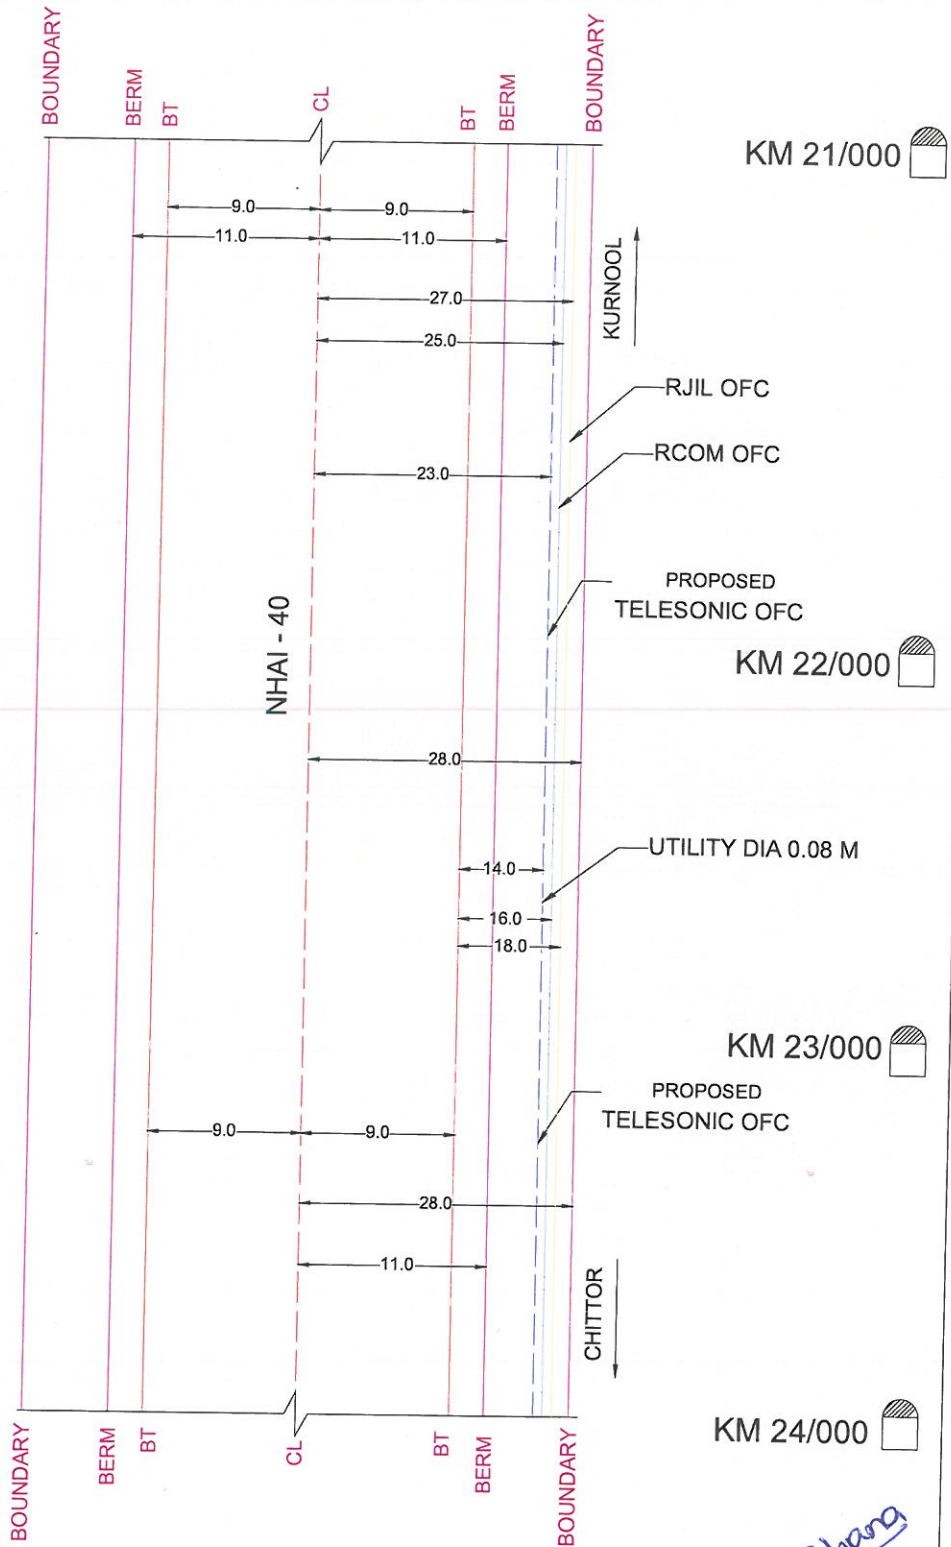 BOUNDARY
BERM
BT
CL
BT
BERM
BOUNDARY
KM 21/000
9.0
9.0
11.0
11.0
27.0
25.0
KURNOOL
RJIL OFC
RCOM OFC
23.0
PROPOSED
TELESONIC OFC
NHAI - 40
KM 22/000
28.0
UTILITY DIA 0.08 M
14.0
16.0
18.0
KM 23/000
PROPOSED
TELESONIC OFC
9.0
9.0
28.0
11.0
CHITTOR
KM 24/000
BOUNDARY
BERM
BT
CL
BT
BERM
BOUNDARY